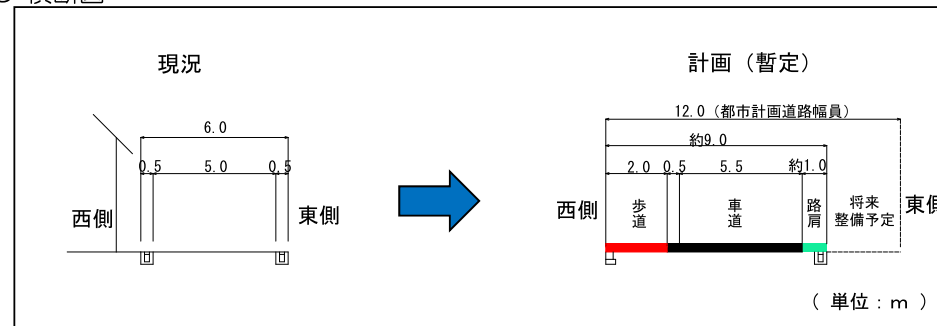 現況
6.0
0.5 5.0 0.5
西側
東側
計画（暫定）
12.0（都市計画道路幅員）
約9.0
2.0 0.5 5.5 約1.0
西側
歩道
車道
路肩
将来
整備予定
東側
（ 単位：ｍ ）